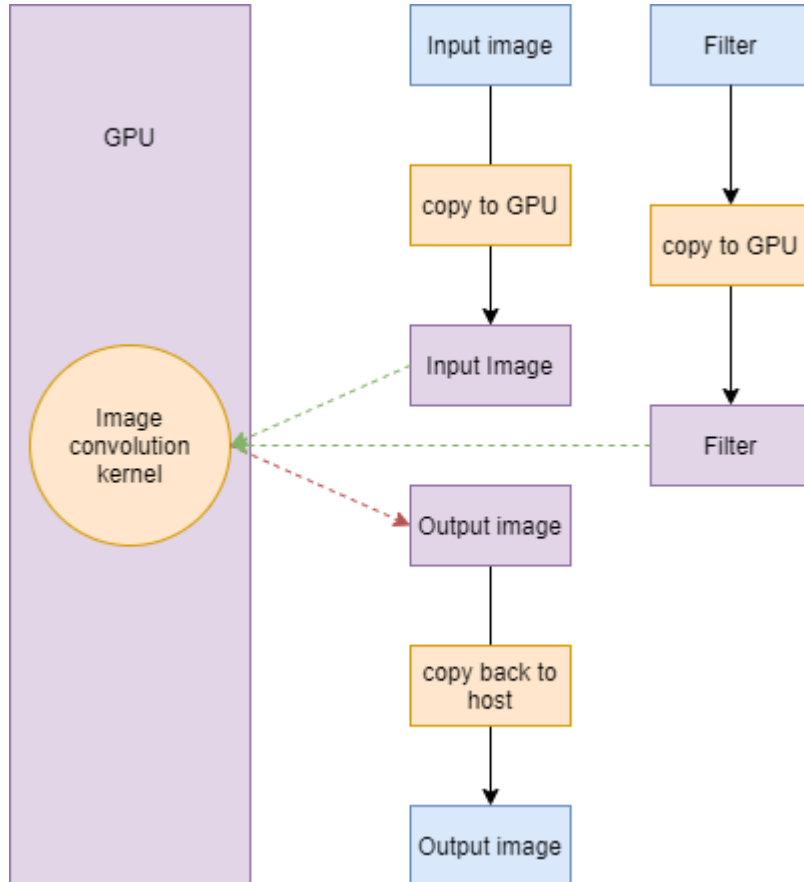 Input image
Filter
GPU
copy to GPU
copy to GPU
Input Image
Image
convolution
kernel
Filter
Output image
copy back to
host
Output image